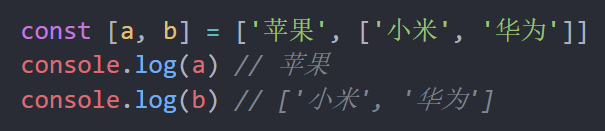 const [a, b] = ['苹果', ['小米', '华为']]
console.log(a) // 苹果
console.log(b) // ['小米', '华为']